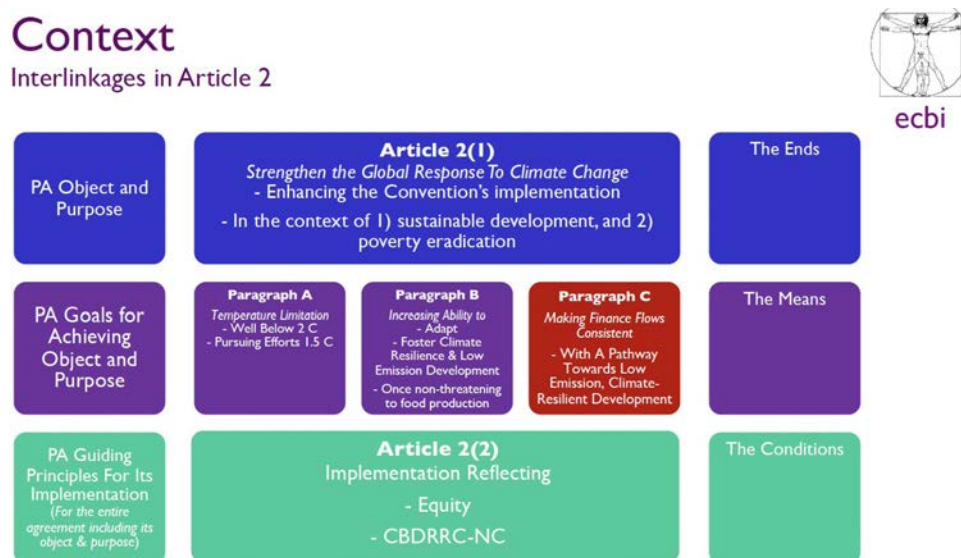 Context
Interlinkages in Article 2
ecbi
PA Object and
Purpose
Article 2(1)
Strengthen the Global Response To Climate Change
- Enhancing the Convention's implementation
- In the context of 1) sustainable development, and 2)
poverty eradication
The Ends
PA Goals for
Achieving
Object and
Purpose
Paragraph A
Temperature Limitation
- Well Below 2 C
- Pursuing Efforts 1.5 C
Paragraph B
Increasing Ability to
- Adapt
- Foster Climate
Resilience & Low
Emission Development
- Once non-threatening
to food production
Paragraph C
Making Finance Flows
Consistent
- With A Pathway
Towards Low
Emission, Climate-
Resilient Development
The Means
PA Guiding
Principles For Its
Implementation
(For the entire
agreement including its
object & purpose)
Article 2(2)
Implementation Reflecting
- Equity
- CBDRRC-NC
The Conditions